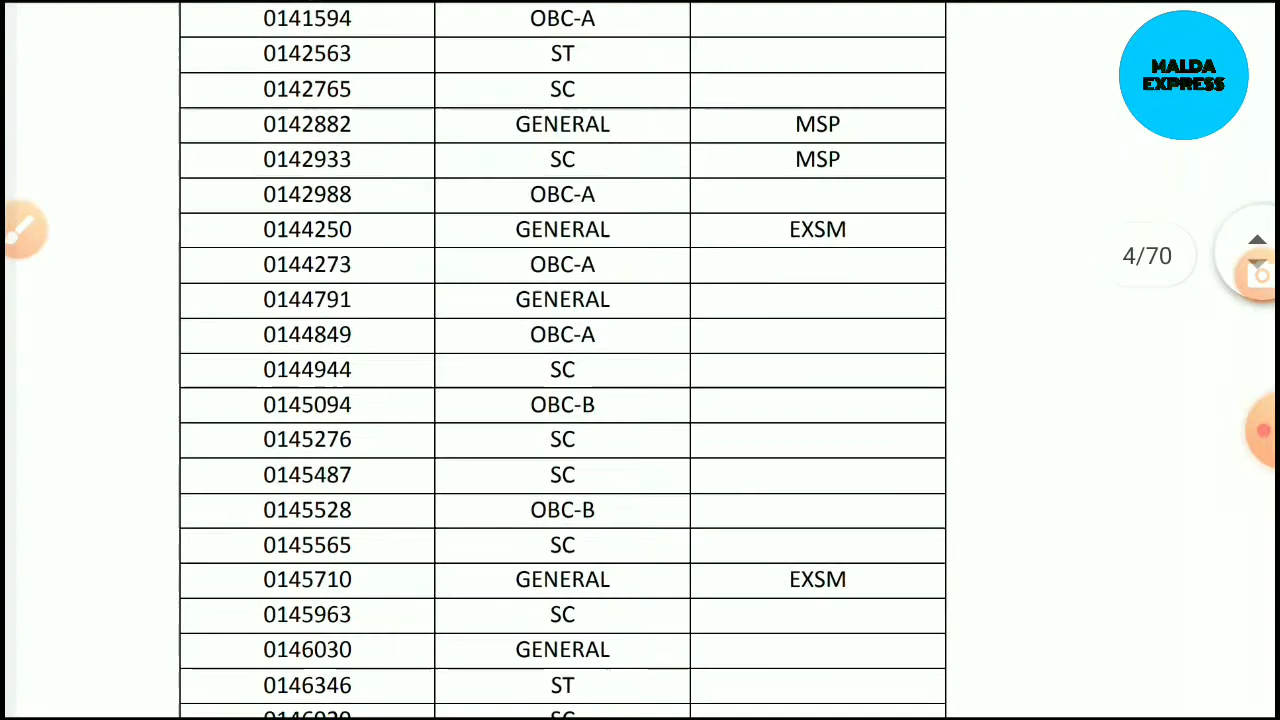 0141594 OBC-A
0142563 ST
0142765 SC
0142882 GENERAL MSP
0142933 SC MSP
0142988 OBC-A
0144250 GENERAL EXSM
0144273 OBC-A
0144791 GENERAL
0144849 OBC-A
0144944 SC
0145094 OBC-B
0145276 SC
0145487 SC
0145528 OBC-B
0145565 SC
0145710 GENERAL EXSM
0145963 SC
0146030 GENERAL
0146346 ST
MALDA
EXPRESS
4/70